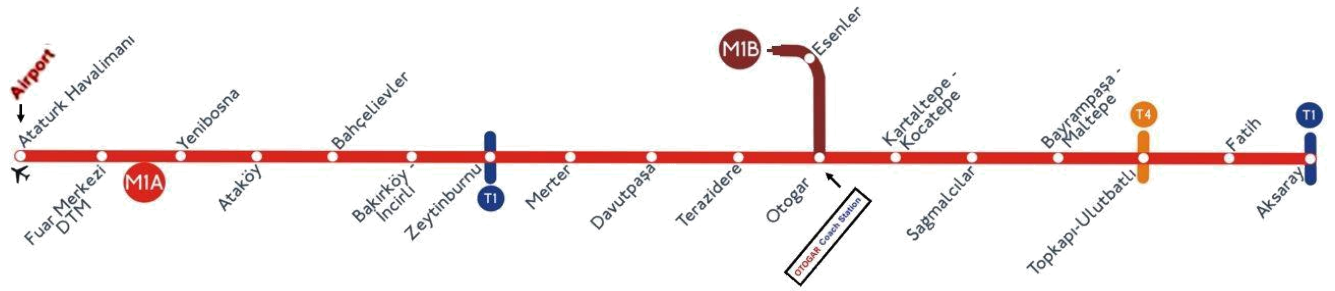 Airport
Ataturk Havalimanı
Fuar Merkezi
DTM
M1A
Yenibosna
Ataköy
Bahçelievler
Bakırköy -
İncirli
Zeytinburnu
T1
Merter
Davutpaşa
Terazidere
M1B
Esenler
Otogar
OTOGAR Coach Station
Kartaltepe -
Kocatepe
Sağmalcılar
Bayrampaşa -
Maltepe
T4
Topkapı-Ulutbatlı
Fatih
T1
Aksaray